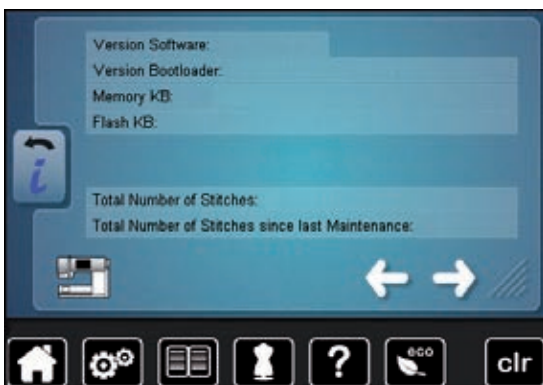 Version Software:
Version Bootloader:
Memory KB:
Flash KB:
i
Total Number of Stitches:
Total Number of Stitches since last Maintenance:
?
eco
clr